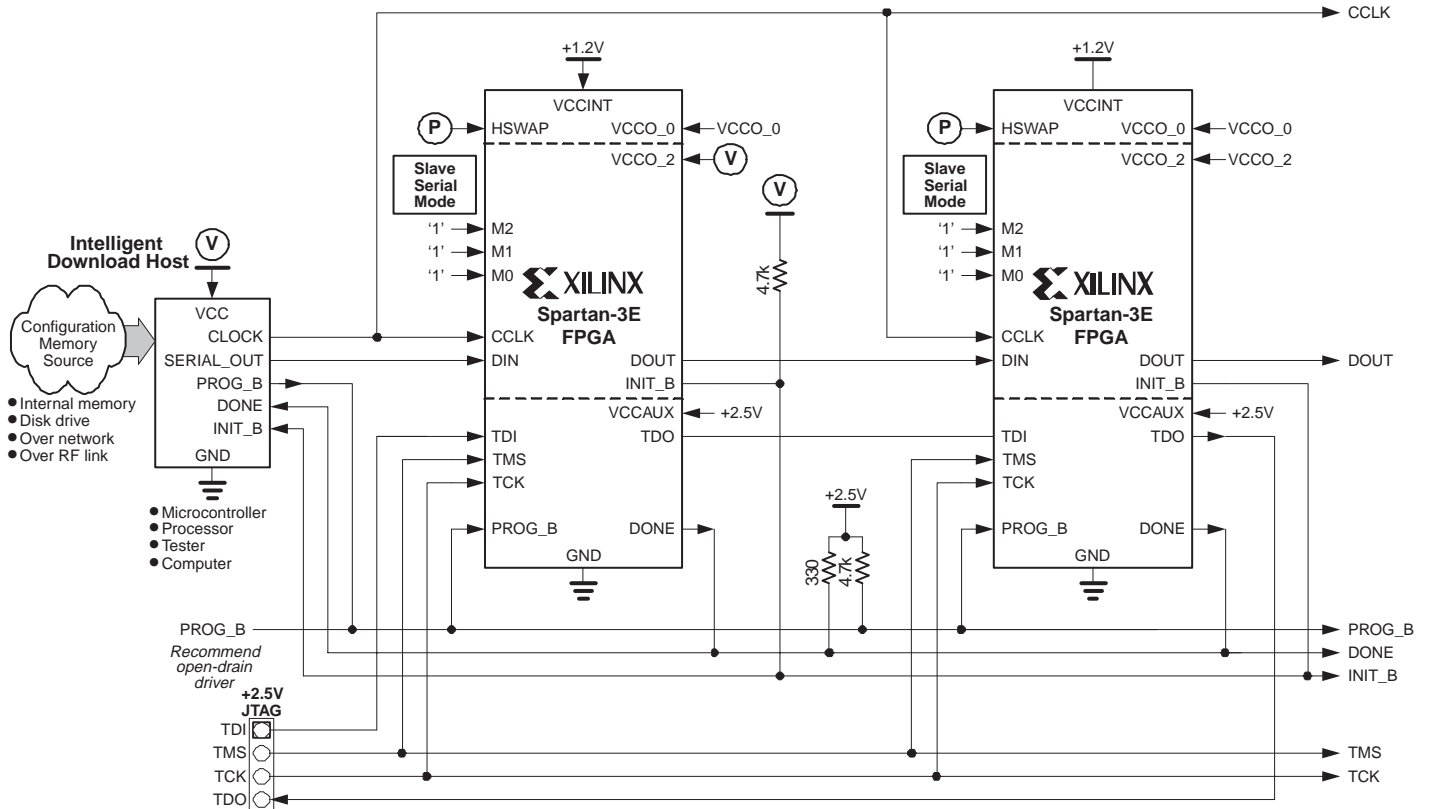 CCLK
+1.2V
+1.2V
VCCINT
VCCINT
P
HSWAP
VCCO_0
VCCO_0
P
HSWAP
VCCO_0
VCCO_0
VCCO_2
V
VCCO_2
VCCO_2
Slave
Serial
Mode
V
Slave
Serial
Mode
'1'
M2
'1'
M1
'1'
M0
'1'
M2
'1'
M1
'1'
M0
Intelligent
Download Host
V
4.7k
XILINX
Spartan-3E
FPGA
XILINX
Spartan-3E
FPGA
Configuration
Memory
Source
VCC
CLOCK
SERIAL_OUT
PROG_B
DONE
INIT_B
GND
CCLK
DIN
DOUT
INIT_B
CCLK
DIN
DOUT
INIT_B
DOUT
Internal memory
Disk drive
Over network
Over RF link
Microcontroller
Processor
Tester
Computer
VCCAUX
+2.5V
TDI
TDO
TMS
TCK
PROG_B
DONE
GND
+2.5V
330
4.7k
VCCAUX
+2.5V
TDI
TDO
TMS
TCK
PROG_B
DONE
GND
PROG_B
PROG_B
Recommend
open-drain
driver
DONE
INIT_B
+2.5V
JTAG
TDI
TMS
TMS
TCK
TCK
TDO